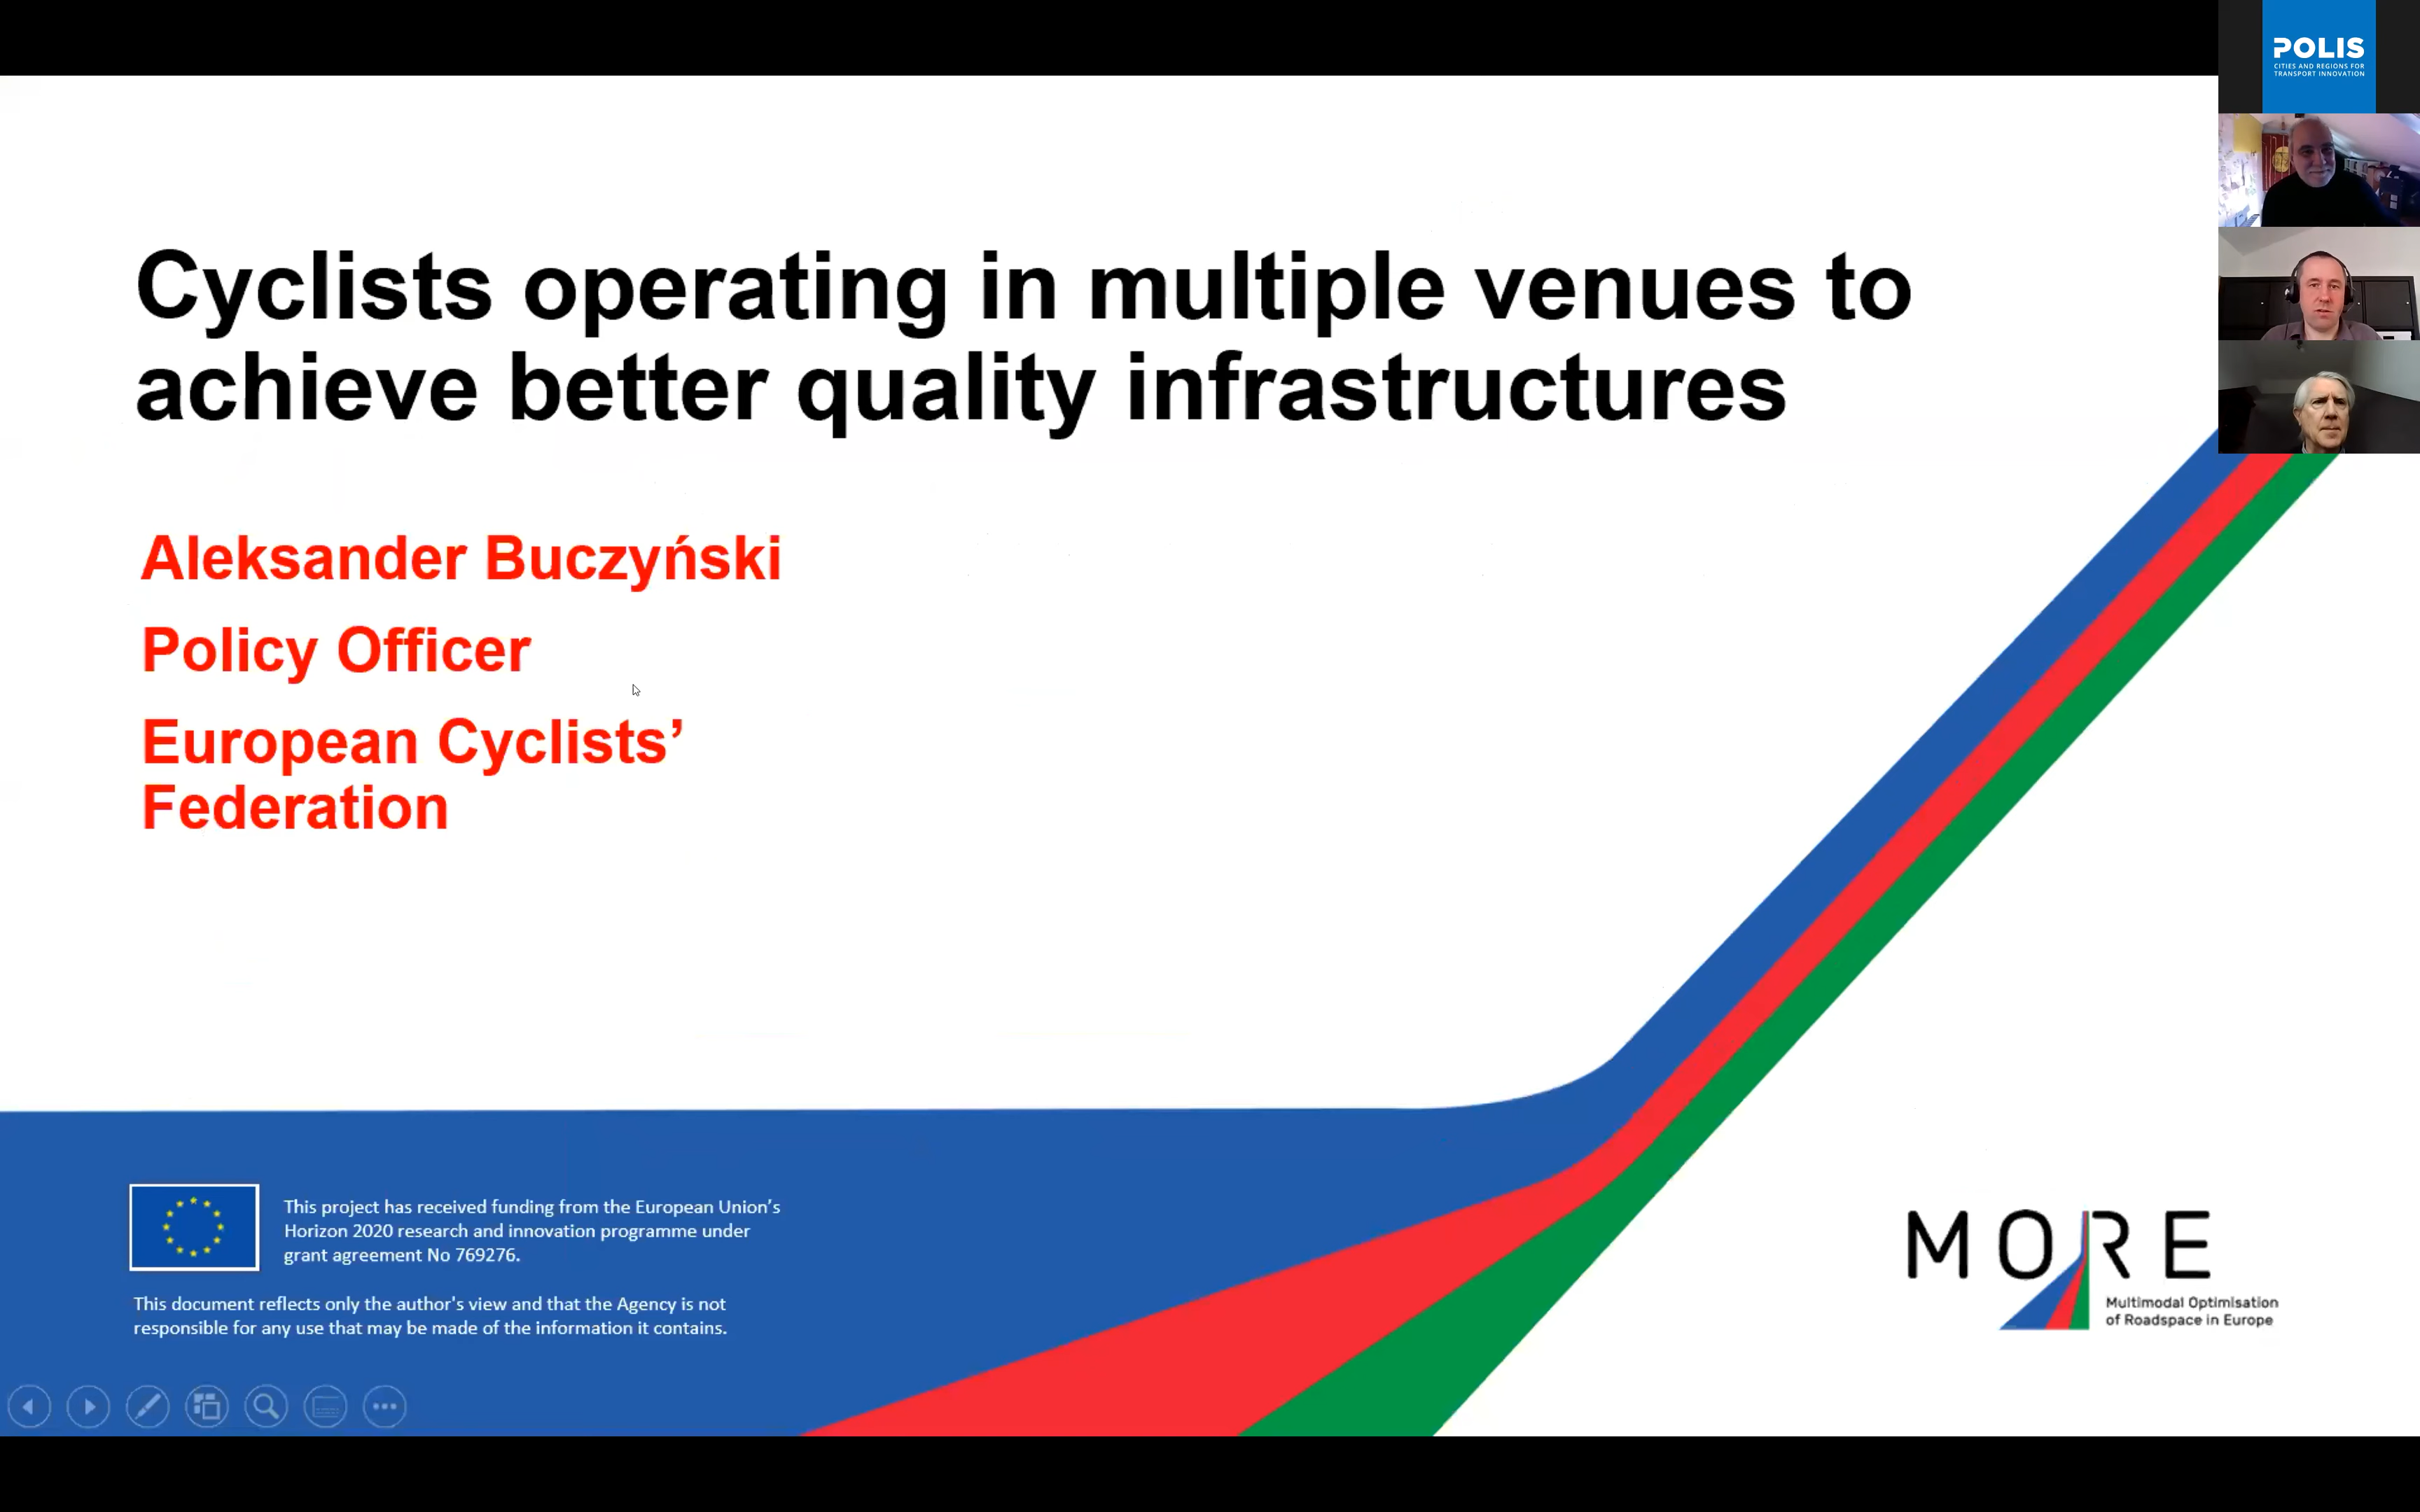 POLIS
CITIES AND REGIONS FOR
TRANSPORT INNOVATION
Cyclists operating in multiple venues to
achieve better quality infrastructures
Aleksander Buczyński
Policy Officer
European Cyclists’
Federation
This project has received funding from the European Union’s
Horizon 2020 research and innovation programme under
grant agreement No 769276.
This document reflects only the author's view and that the Agency is not
responsible for any use that may be made of the information it contains.
MORE
Multimodal Optimisation
of Roadspace in Europe